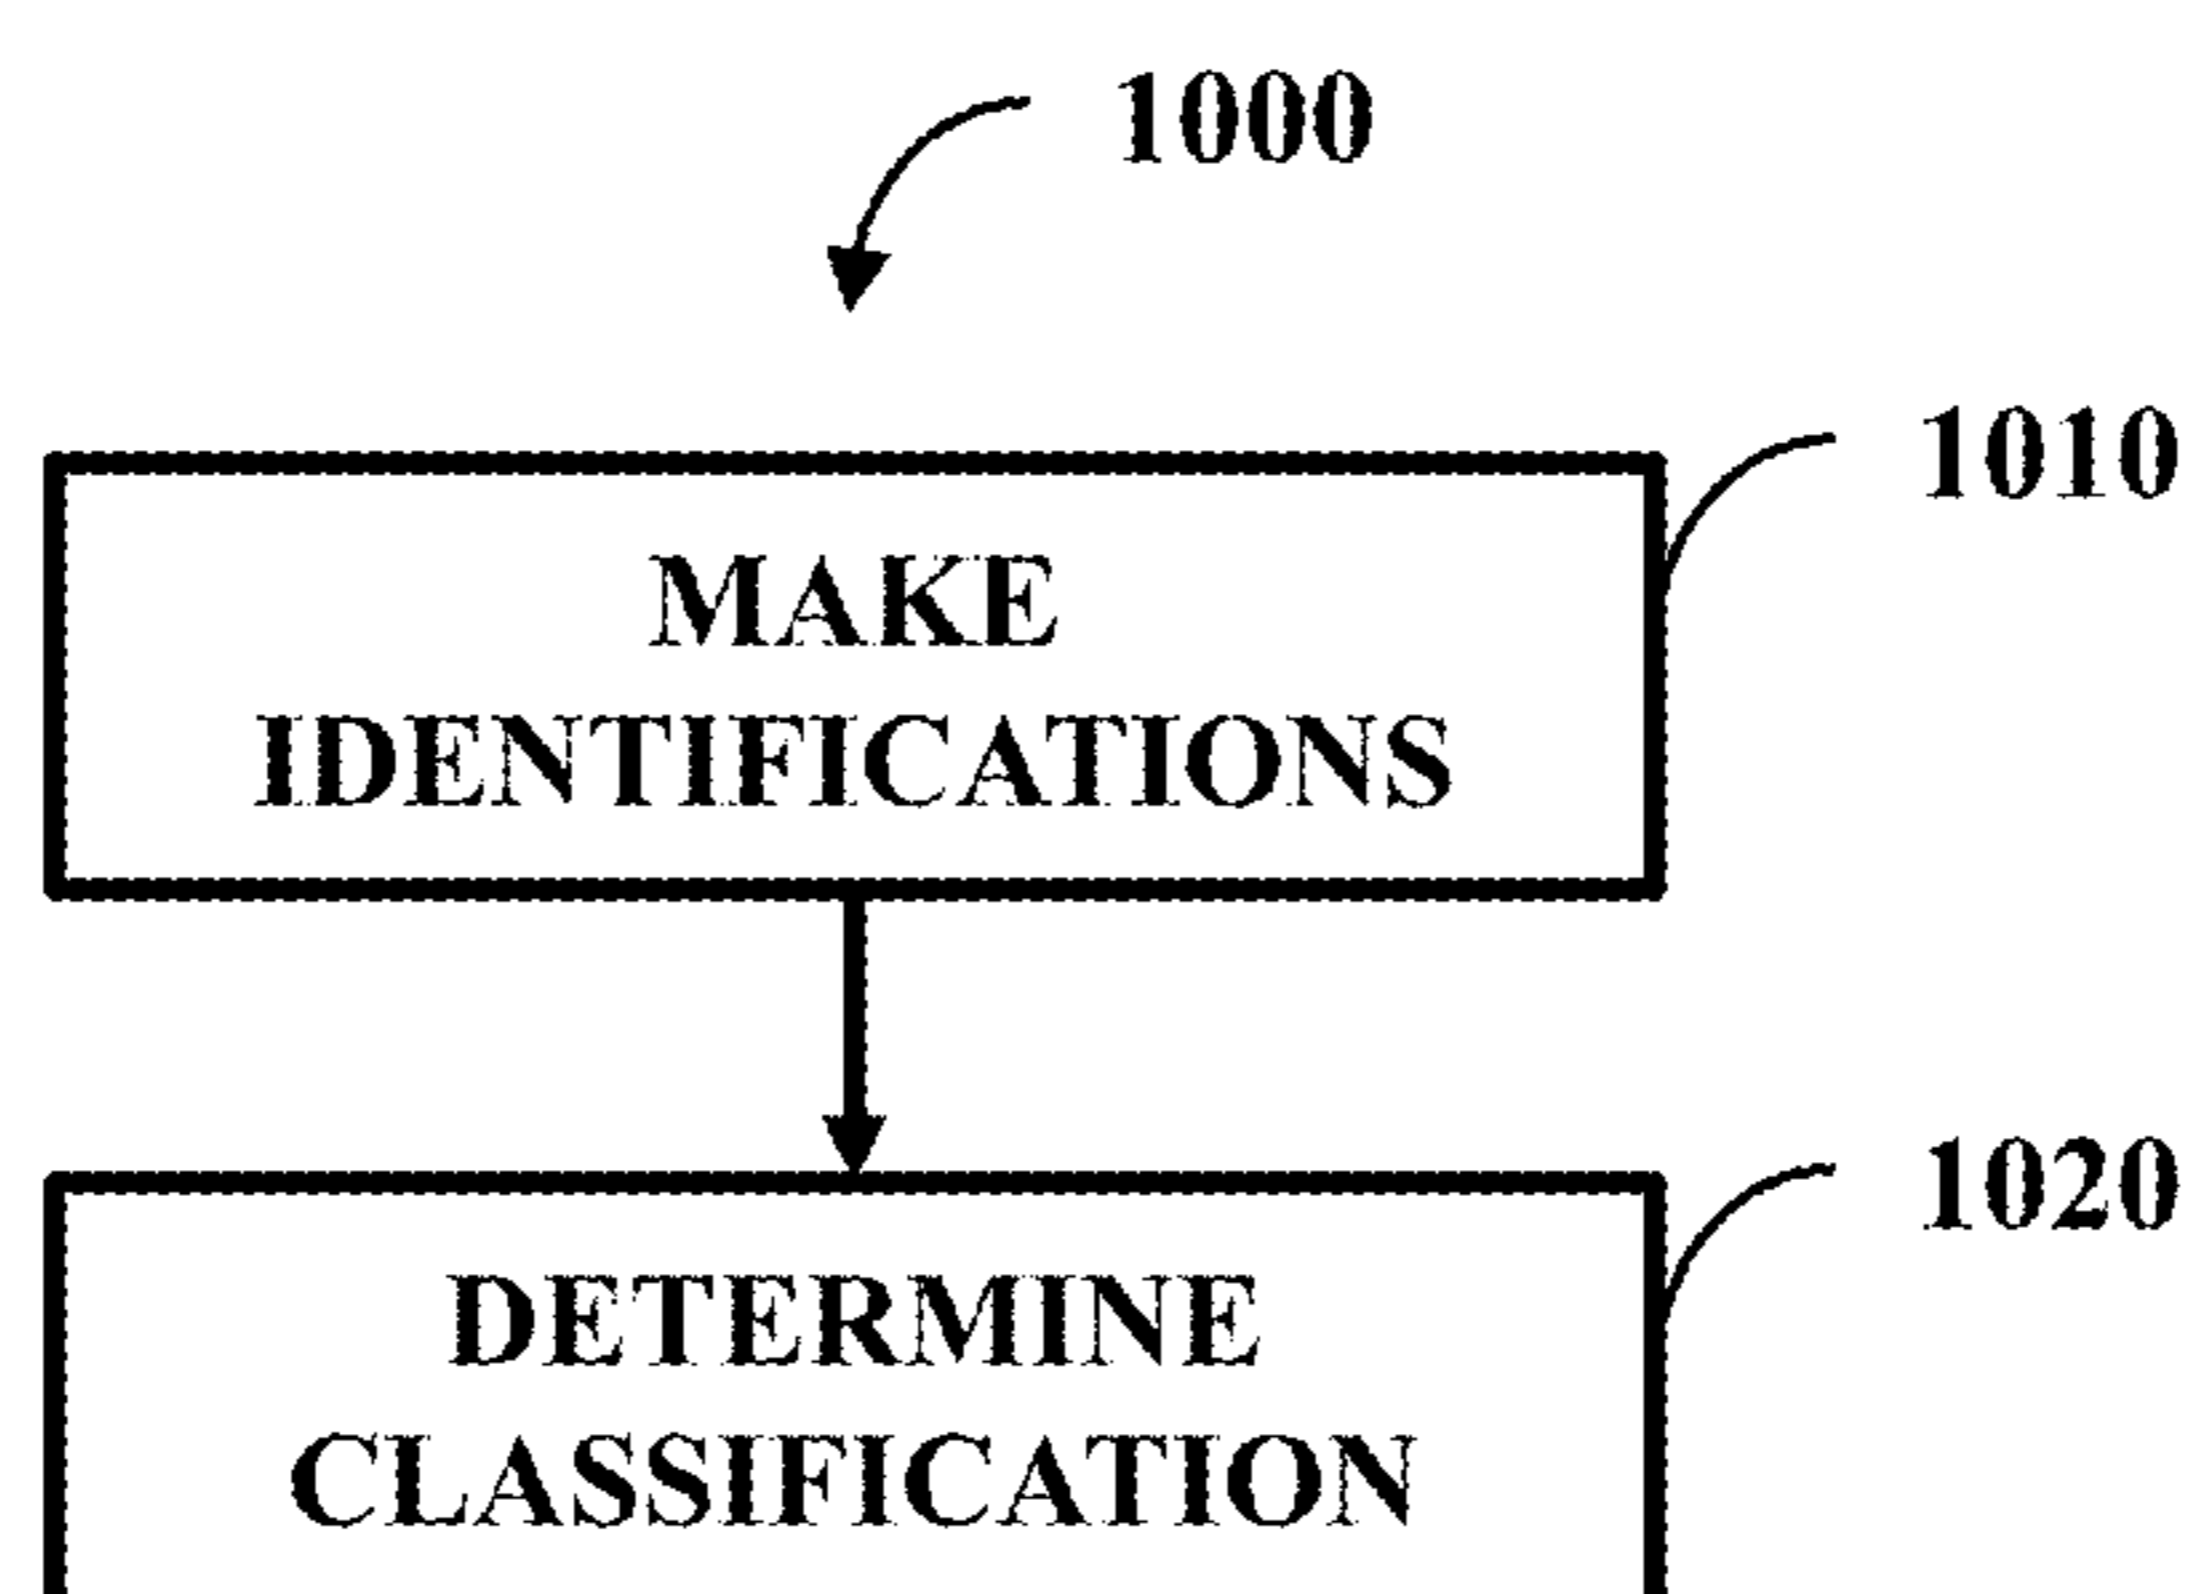 1000
1010
MAKE
IDENTIFICATIONS
1020
DETERMINE
CLASSIFICATION